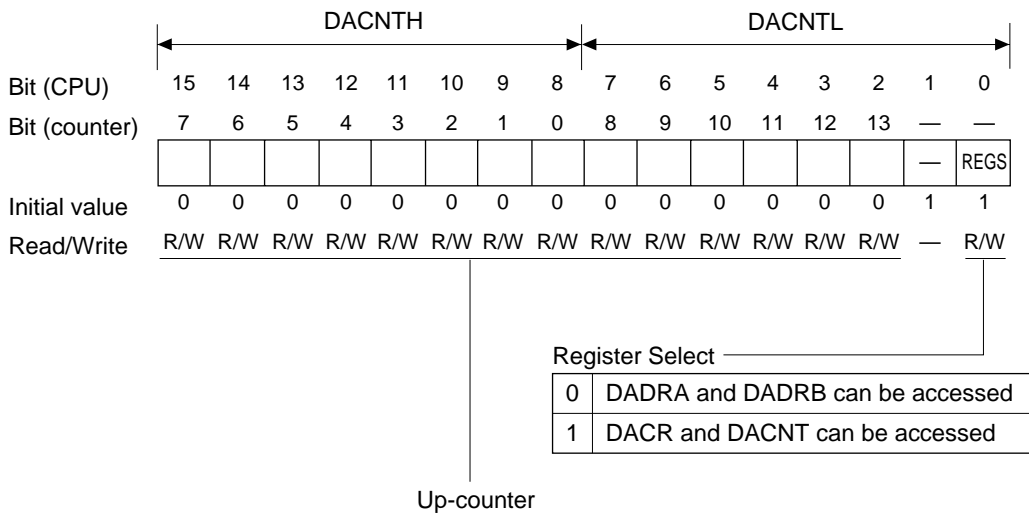 DACNTH DACNTL
Bit (CPU) 15 14 13 12 11 10 9 8 7 6 5 4 3 2 1 0
Bit (counter) 7 6 5 4 3 2 1 0 8 9 10 11 12 13 — —
— REGS
Initial value 0 0 0 0 0 0 0 0 0 0 0 0 0 0 1 1
Read/Write R/W R/W R/W R/W R/W R/W R/W R/W R/W R/W R/W R/W R/W R/W — R/W
Register Select
0 DADRA and DADRB can be accessed
1 DACR and DACNT can be accessed
Up-counter